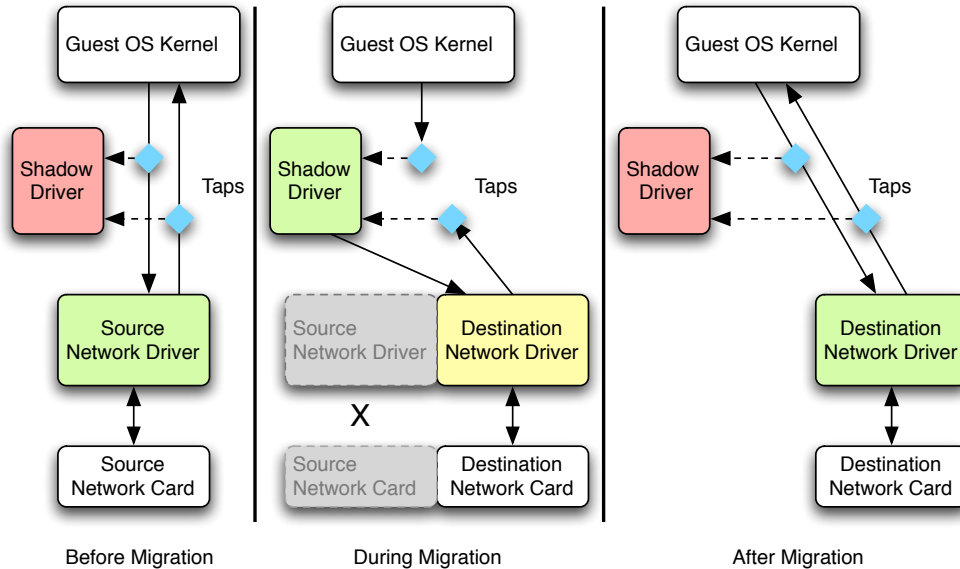 Guest OS Kernel
Shadow
Driver
Taps
Source
Network Driver
Source
Network Card
Before Migration
Guest OS Kernel
Shadow
Driver
Taps
Source
Network Driver
Destination
Network Driver
X
Source
Network Card
Destination
Network Card
During Migration
Guest OS Kernel
Shadow
Driver
Taps
Destination
Network Driver
Destination
Network Card
After Migration